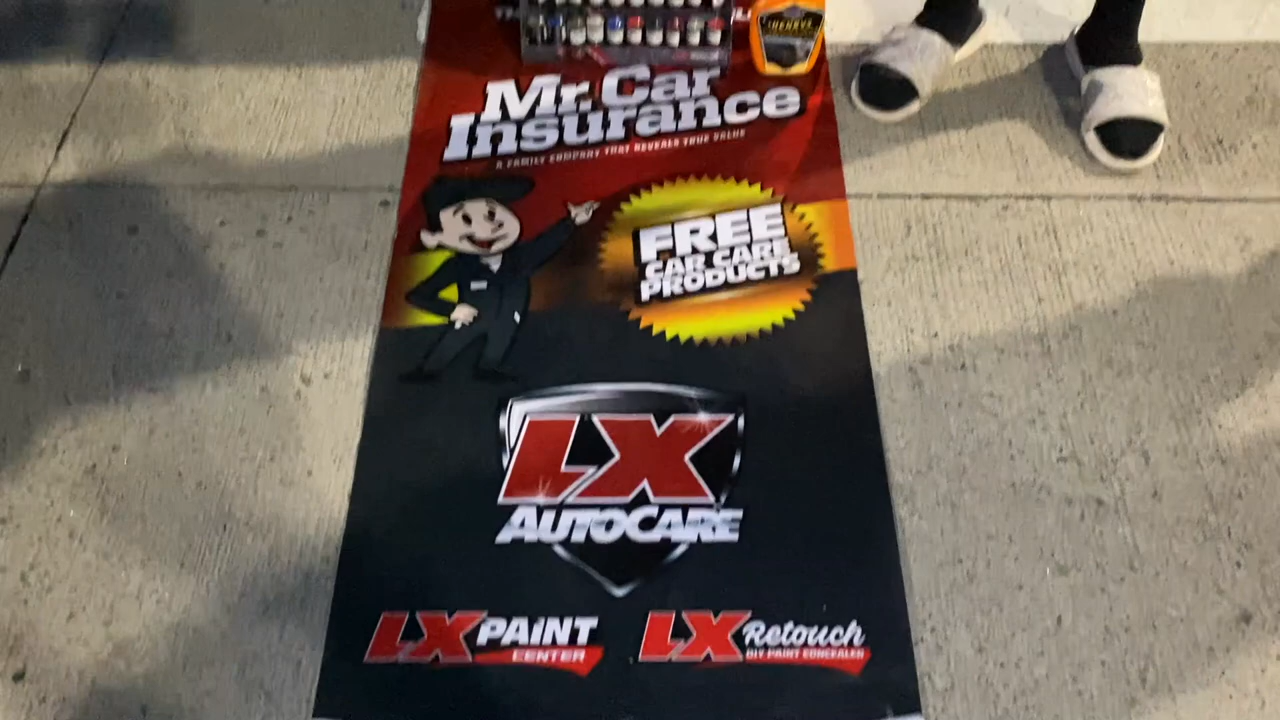 Mr. Car
Insurance
A FAMILY COMPANY THAT REVEALS TRUE VALUE
FREE
CAR CARE
PRODUCTS
LX
AUTOCARE
LX PAINT
CENTER
LX Retouch
DIY PAINT CONCEALER